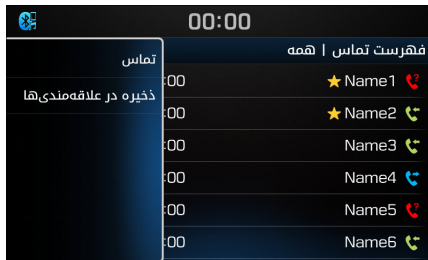 00:00
فهرست تماس | همه
تماس
ذخیره در علاقه‌مندی‌ها
Name1 :00
Name2 :00
Name3 :00
Name4 :00
Name5 :00
Name6 :00